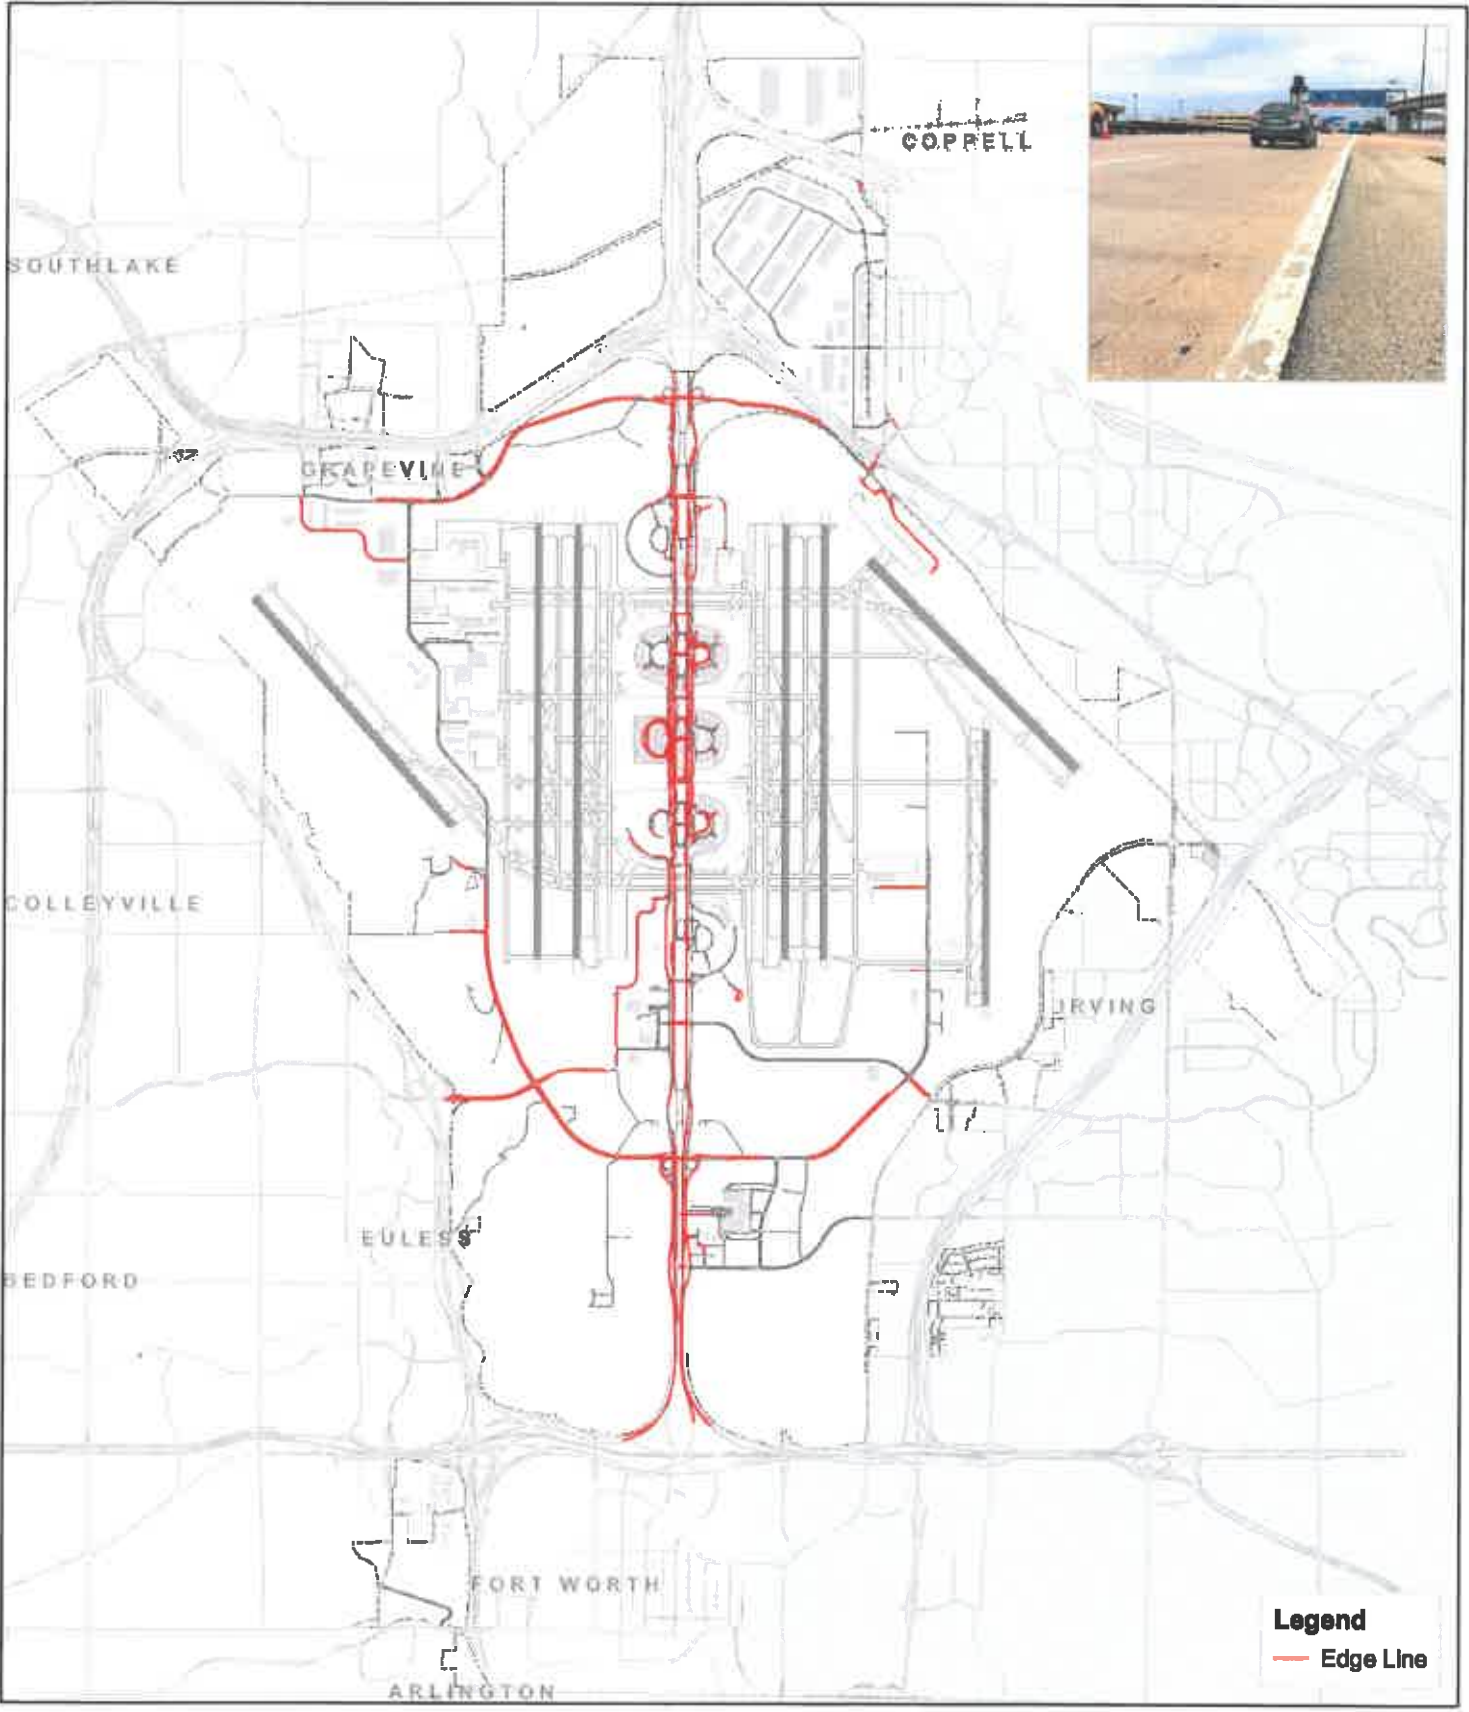 COPPELL
SOUTHLAKE
GRAPEVINE
COLLEYVILLE
IRVING
EULESS
BEDFORD
FORT WORTH
Legend
Edge Line
ARLINGTON